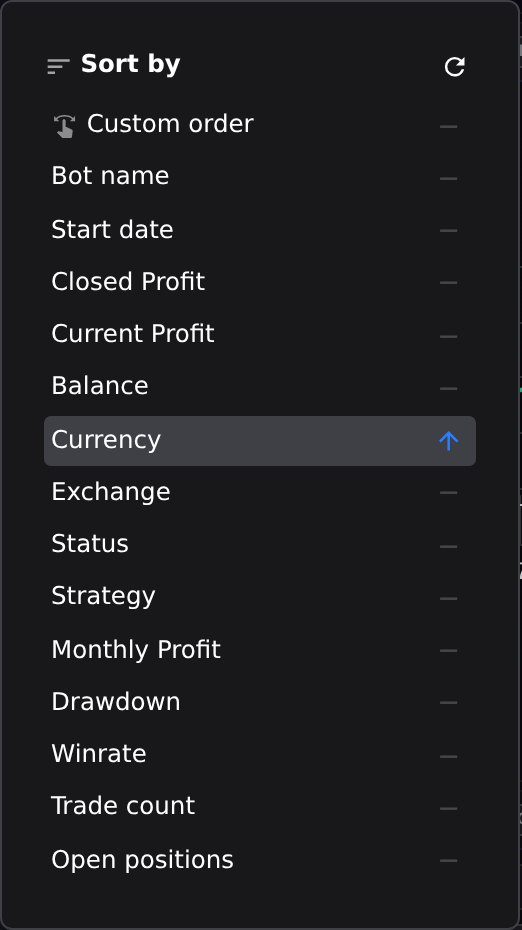 Sort by
Custom order
Bot name
Start date
Closed Profit
Current Profit
Balance
Currency
Exchange
Status
Strategy
Monthly Profit
Drawdown
Winrate
Trade count
Open positions